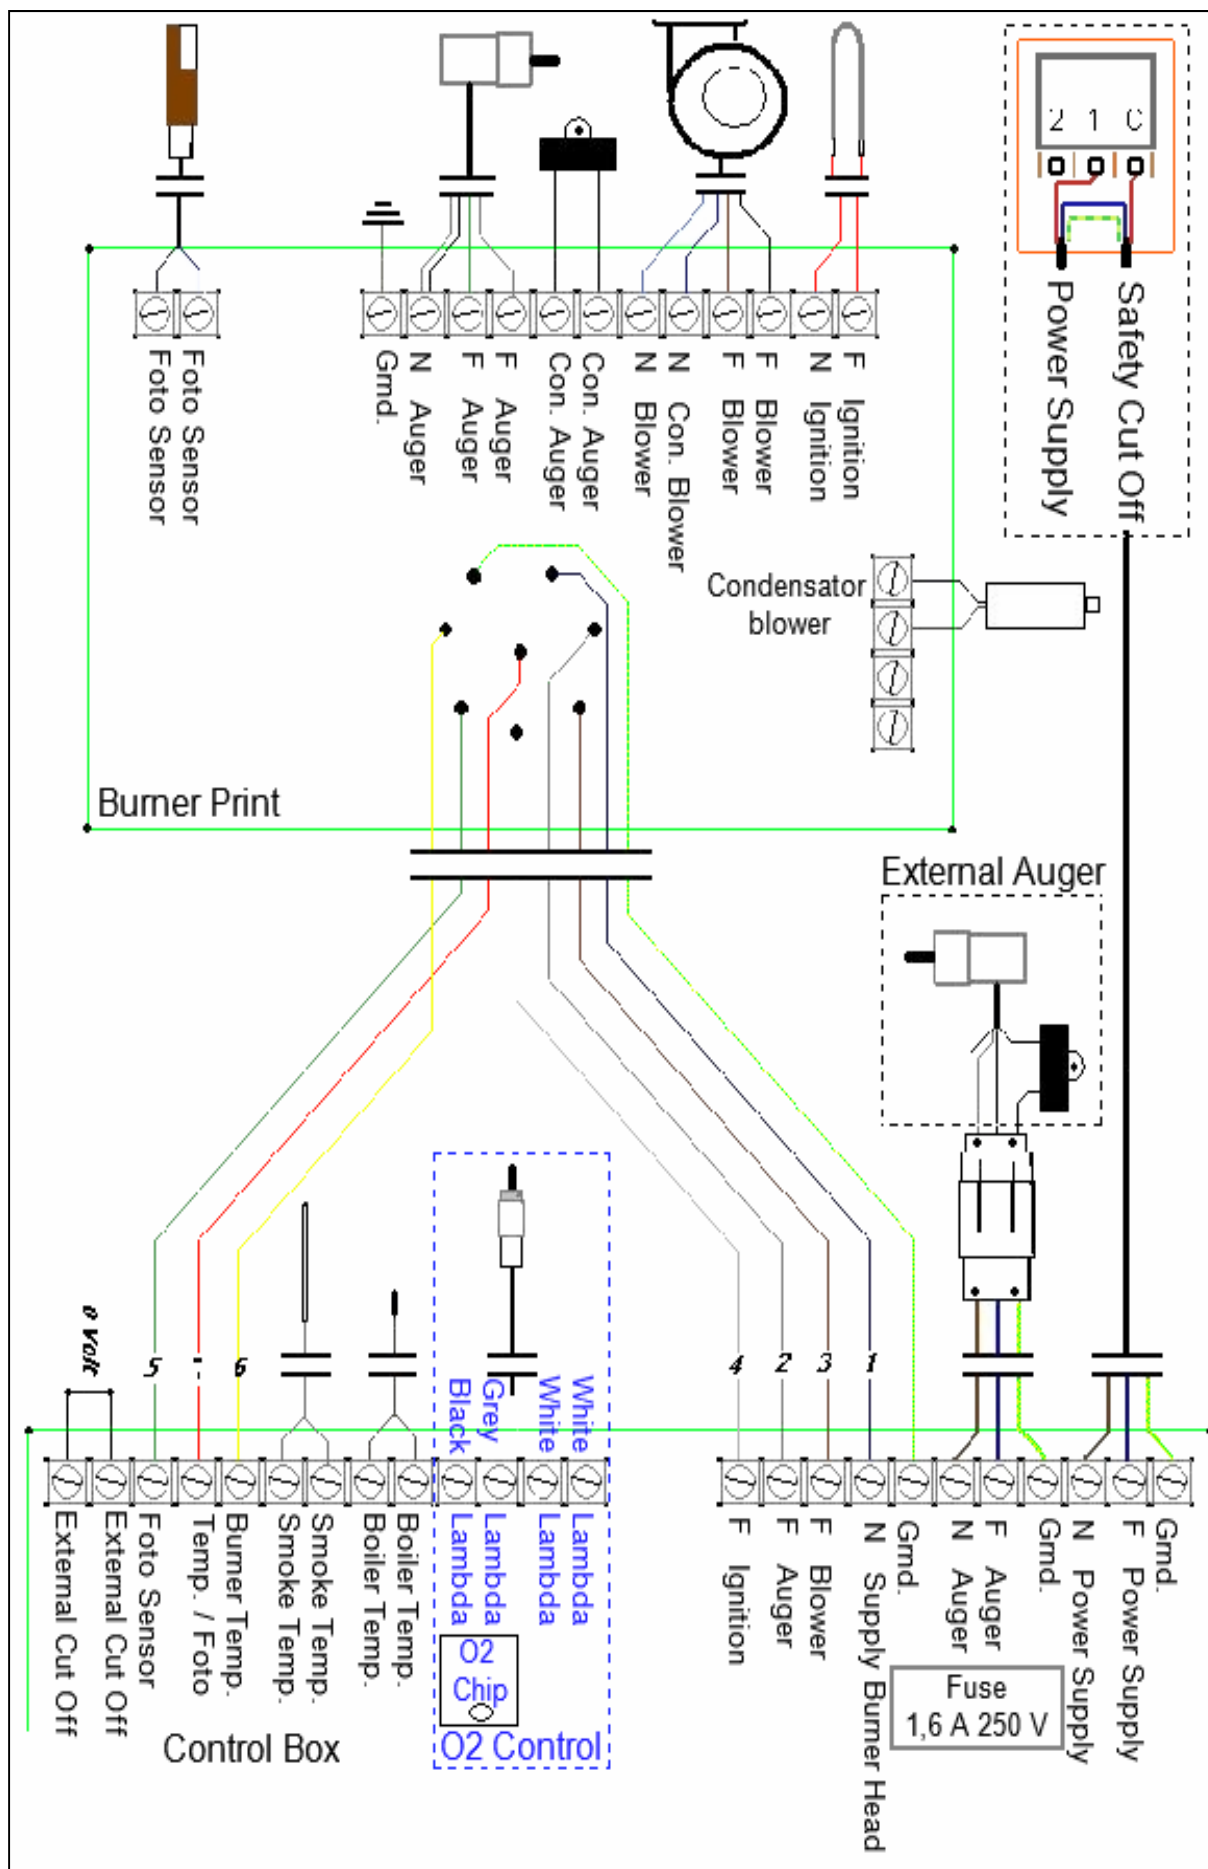 2 1 C
Power Supply
Safety Cut Off
Foto Sensor
Foto Sensor
Grnd.
N Auger
F Auger
F Auger
Con. Auger
Con. Auger
N Blower
N Con. Blower
F Blower
F Blower
N Ignition
F Ignition
Condensator
blower
Burner Print
External Auger
0 Volt
5
-
6
4
2
3
1
Black
Grey
White
White
External Cut Off
External Cut Off
Foto Sensor
Temp. / Foto
Burner Temp.
Smoke Temp.
Smoke Temp.
Boiler Temp.
Boiler Temp.
Lambda
Lambda
Lambda
Lambda
F Ignition
F Auger
F Blower
N Supply Burner Head
Grnd.
N Auger
F Auger
Grnd.
N Power Supply
F Power Supply
Grnd.
O2
Chip
O2 Control
Fuse
1,6 A 250 V
Control Box